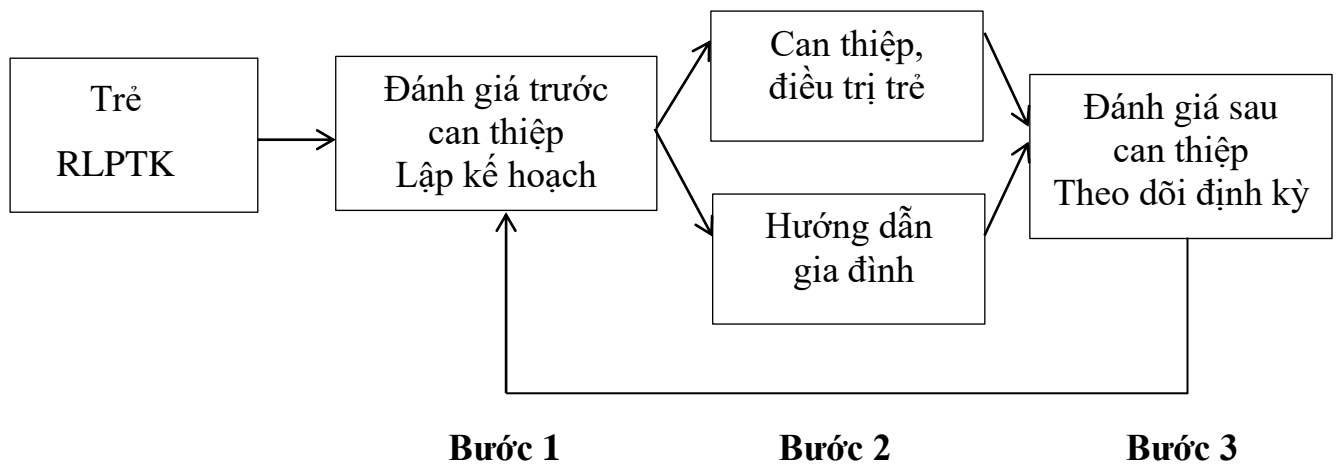 Trẻ
RLPTK
Đánh giá trước
can thiệp
Lập kế hoạch
Can thiệp,
điều trị trẻ
Hướng dẫn
gia đình
Đánh giá sau
can thiệp
Theo dõi định kỳ
Bước 1
Bước 2
Bước 3